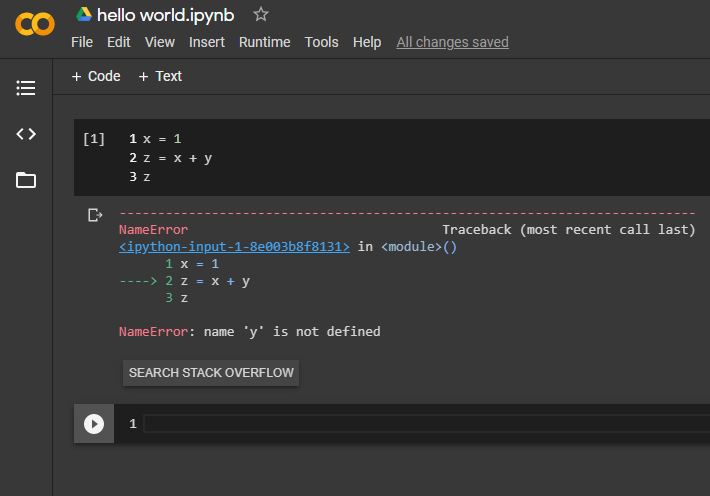 hello world.ipynb
File Edit View Insert Runtime Tools Help All changes saved
+ Code + Text
[1] 1 x = 1
2 z = x + y
3 z
---------------------------------------------------------------------------
NameError Traceback (most recent call last)
<ipython-input-1-8e003b8f8131> in <module>()
1 x = 1
----> 2 z = x + y
3 z
NameError: name 'y' is not defined
SEARCH STACK OVERFLOW
1